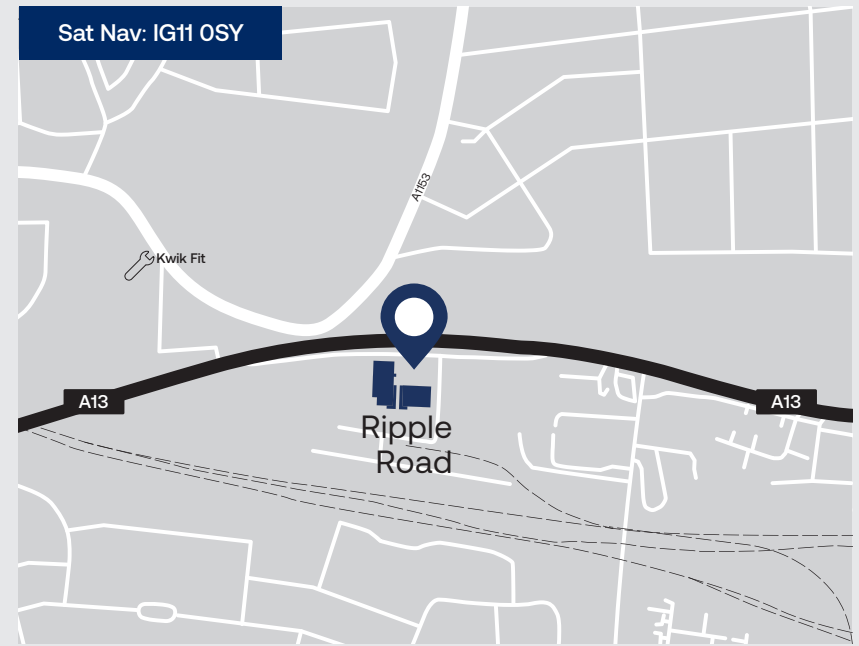 Sat Nav: IG11 0SY
A1153
Kwik Fit
A13
A13
Ripple
Road